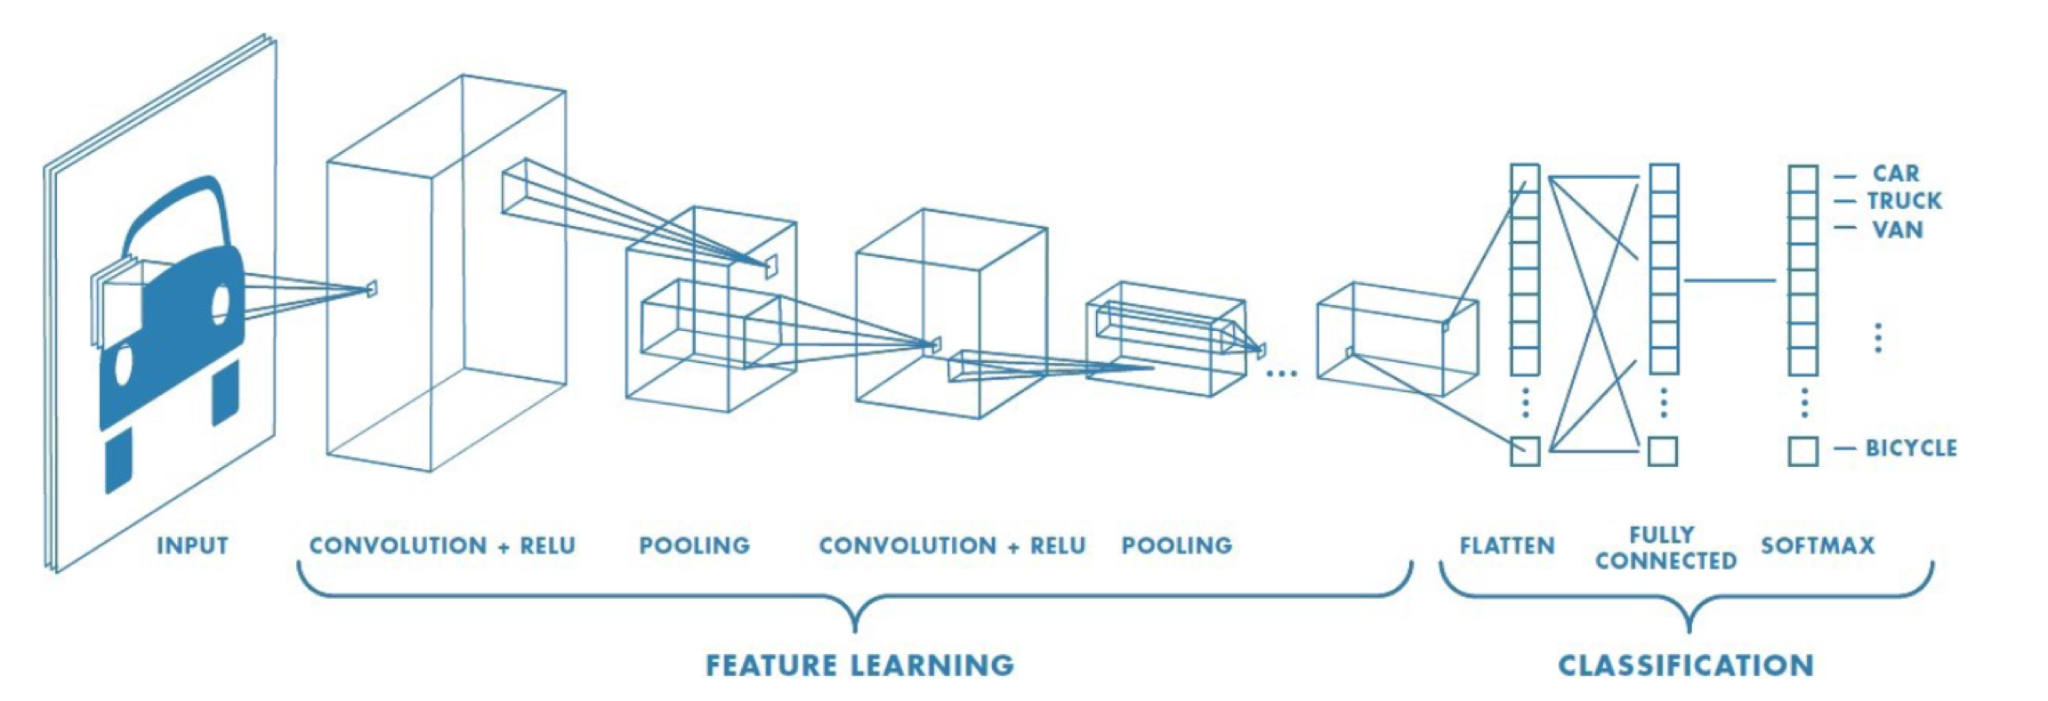 CAR
TRUCK
VAN
BICYCLE
INPUT
CONVOLUTION + RELU
POOLING
CONVOLUTION + RELU
POOLING
FLATTEN
FULLY
CONNECTED
SOFTMAX
FEATURE LEARNING
CLASSIFICATION